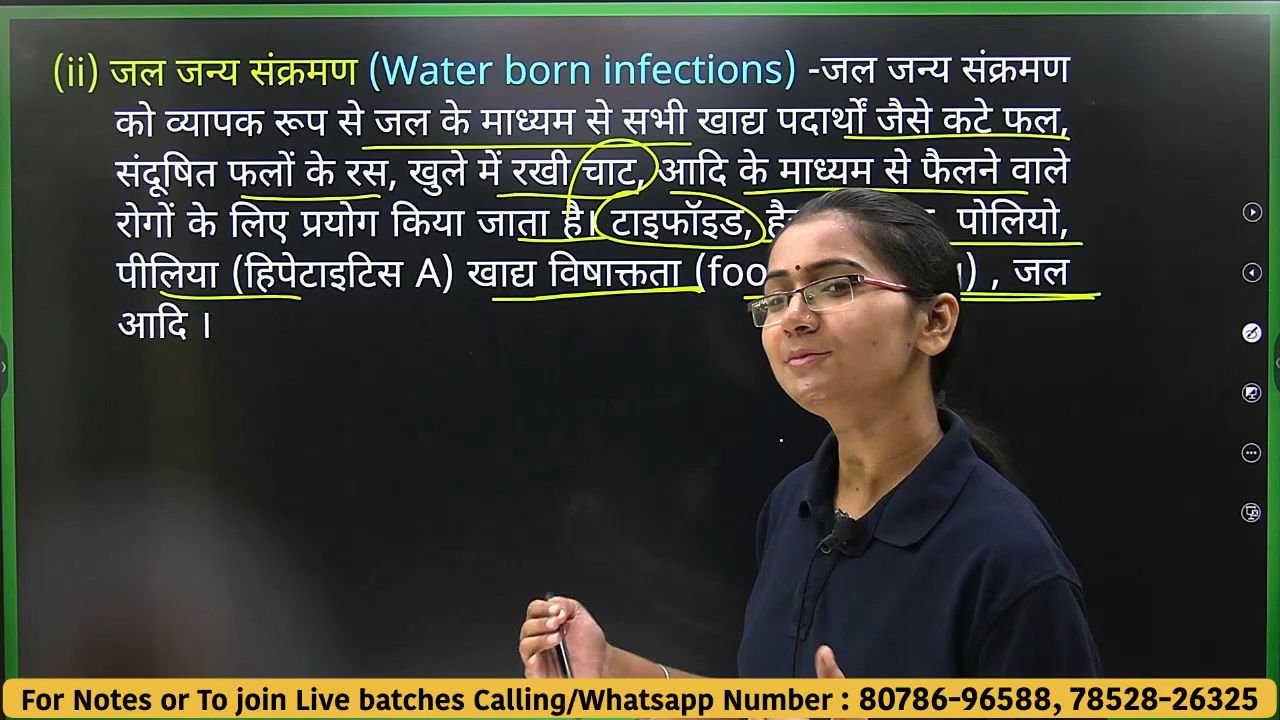 (ii) जल जन्य संक्रमण (Water born infections) -जल जन्य संक्रमण
को व्यापक रूप से जल के माध्यम से सभी खाद्य पदार्थों जैसे कटे फल,
संदूषित फलों के रस, खुले में रखी चाट, आदि के माध्यम से फैलने वाले
रोगों के लिए प्रयोग किया जाता है। टाइफॉइड, पोलियो,
पीलिया (हिपेटाइटिस A) खाद्य विषाक्तता ) , जल
आदि ।
For Notes or To join Live batches Calling/Whatsapp Number : 80786-96588, 78528-26325